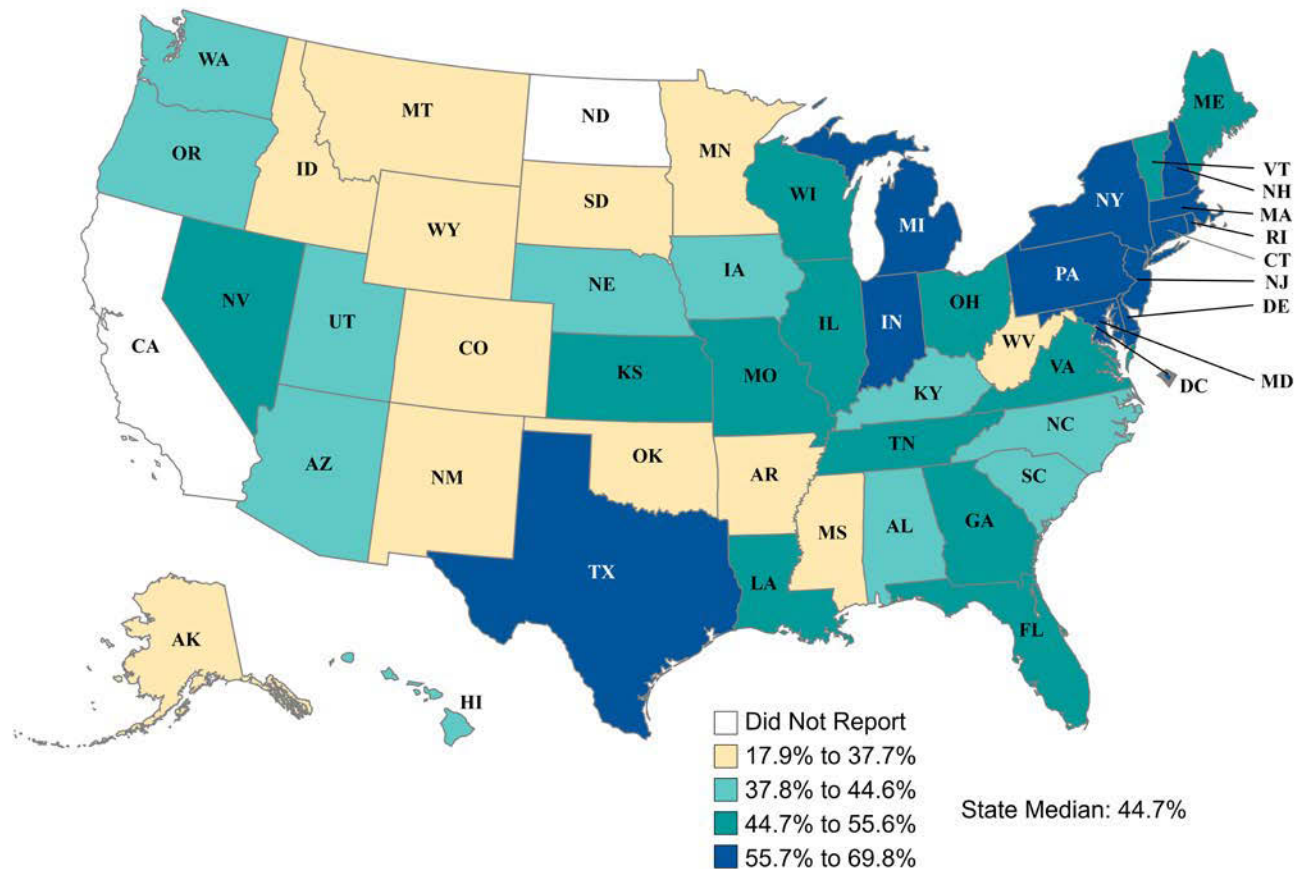 WA
MT
ND
ME
OR
MN
ID
VT
WI
NH
SD
NY
MI
MA
WY
RI
CT
IA
PA
NE
NJ
NV
OH
DE
UT
IL
IN
CA
CO
WV
KS
MO
VA
DC
MD
KY
NC
TN
OK
AZ
AR
NM
SC
MS
AL
GA
TX
LA
FL
AK
HI
Did Not Report
17.9% to 37.7%
37.8% to 44.6%
44.7% to 55.6%
55.7% to 69.8%
State Median: 44.7%